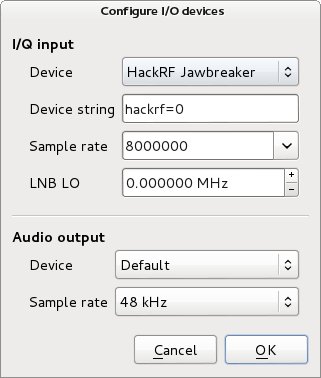 Configure I/O devices
I/Q input
Device HackRF Jawbreaker
Device string hackrf=0
Sample rate 8000000
LNB LO 0.000000 MHz
Audio output
Device Default
Sample rate 48 kHz
Cancel OK